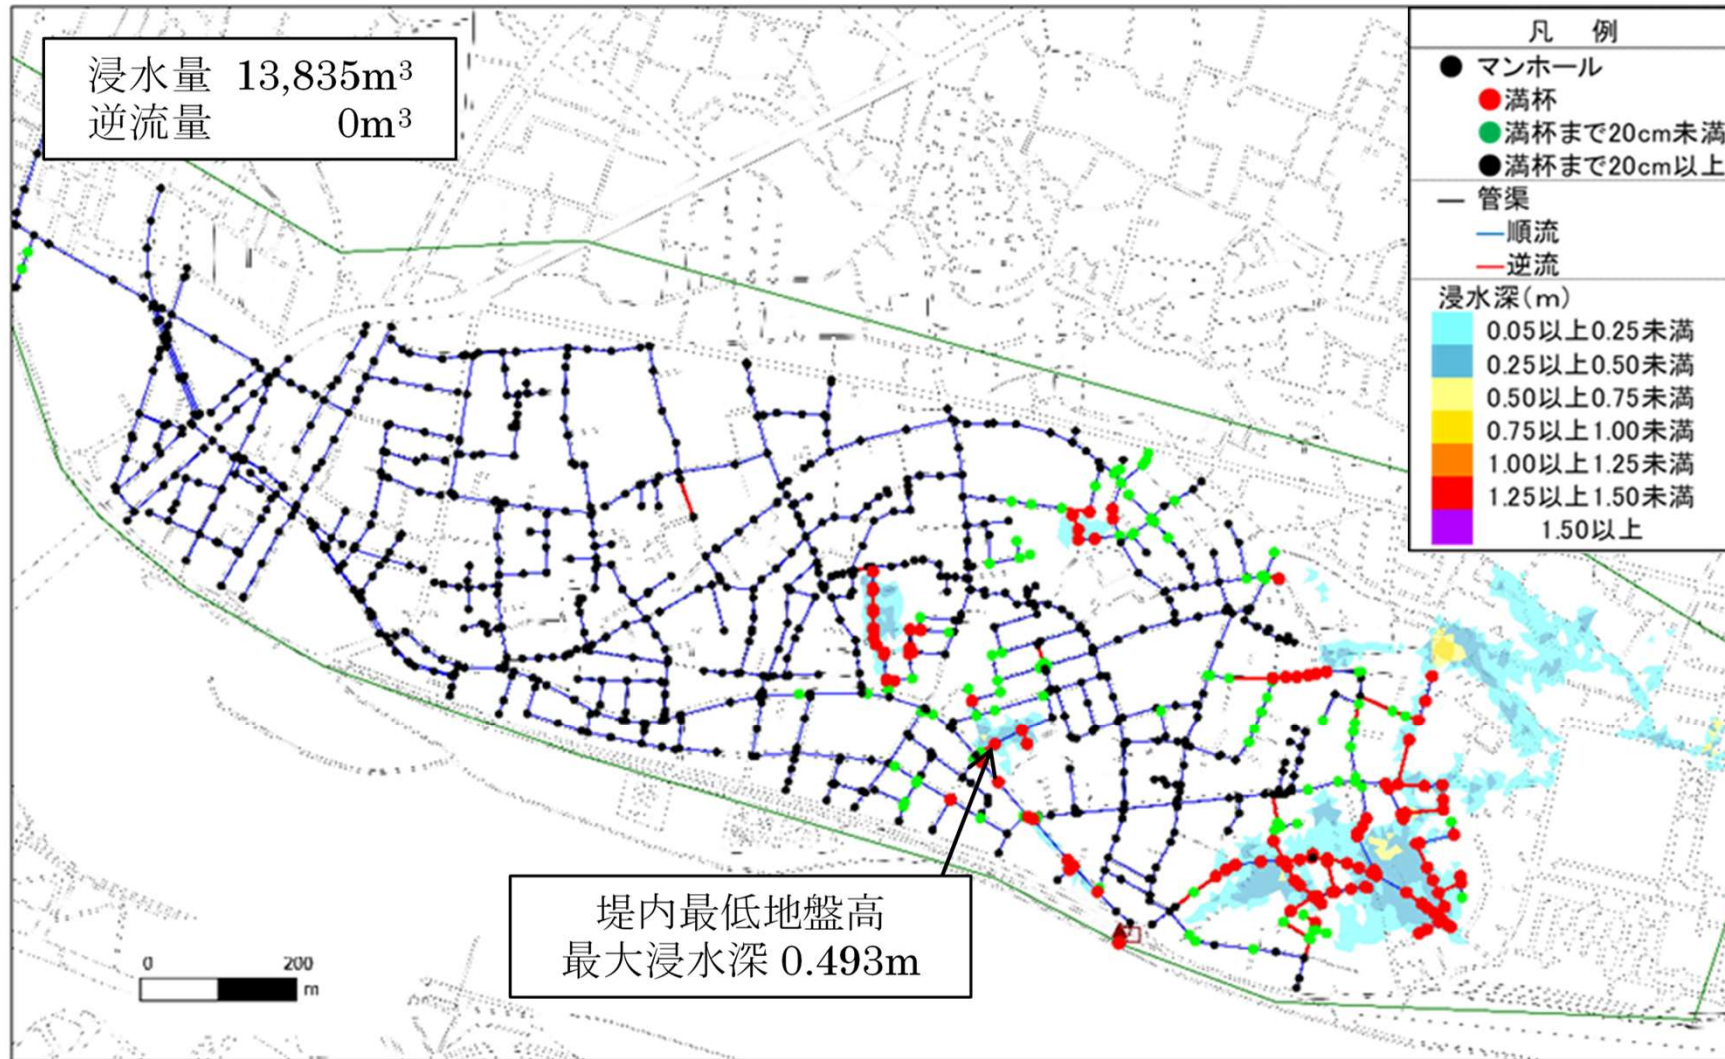 浸水量 13,835m³
逆流量 0m³
凡 例
マンホール
満杯
満杯まで20cm未満
満杯まで20cm以上
管渠
順流
逆流
浸水深(m)
0.05以上0.25未満
0.25以上0.50未満
0.50以上0.75未満
0.75以上1.00未満
1.00以上1.25未満
1.25以上1.50未満
1.50以上
堤内最低地盤高
最大浸水深 0.493m
0 200
m